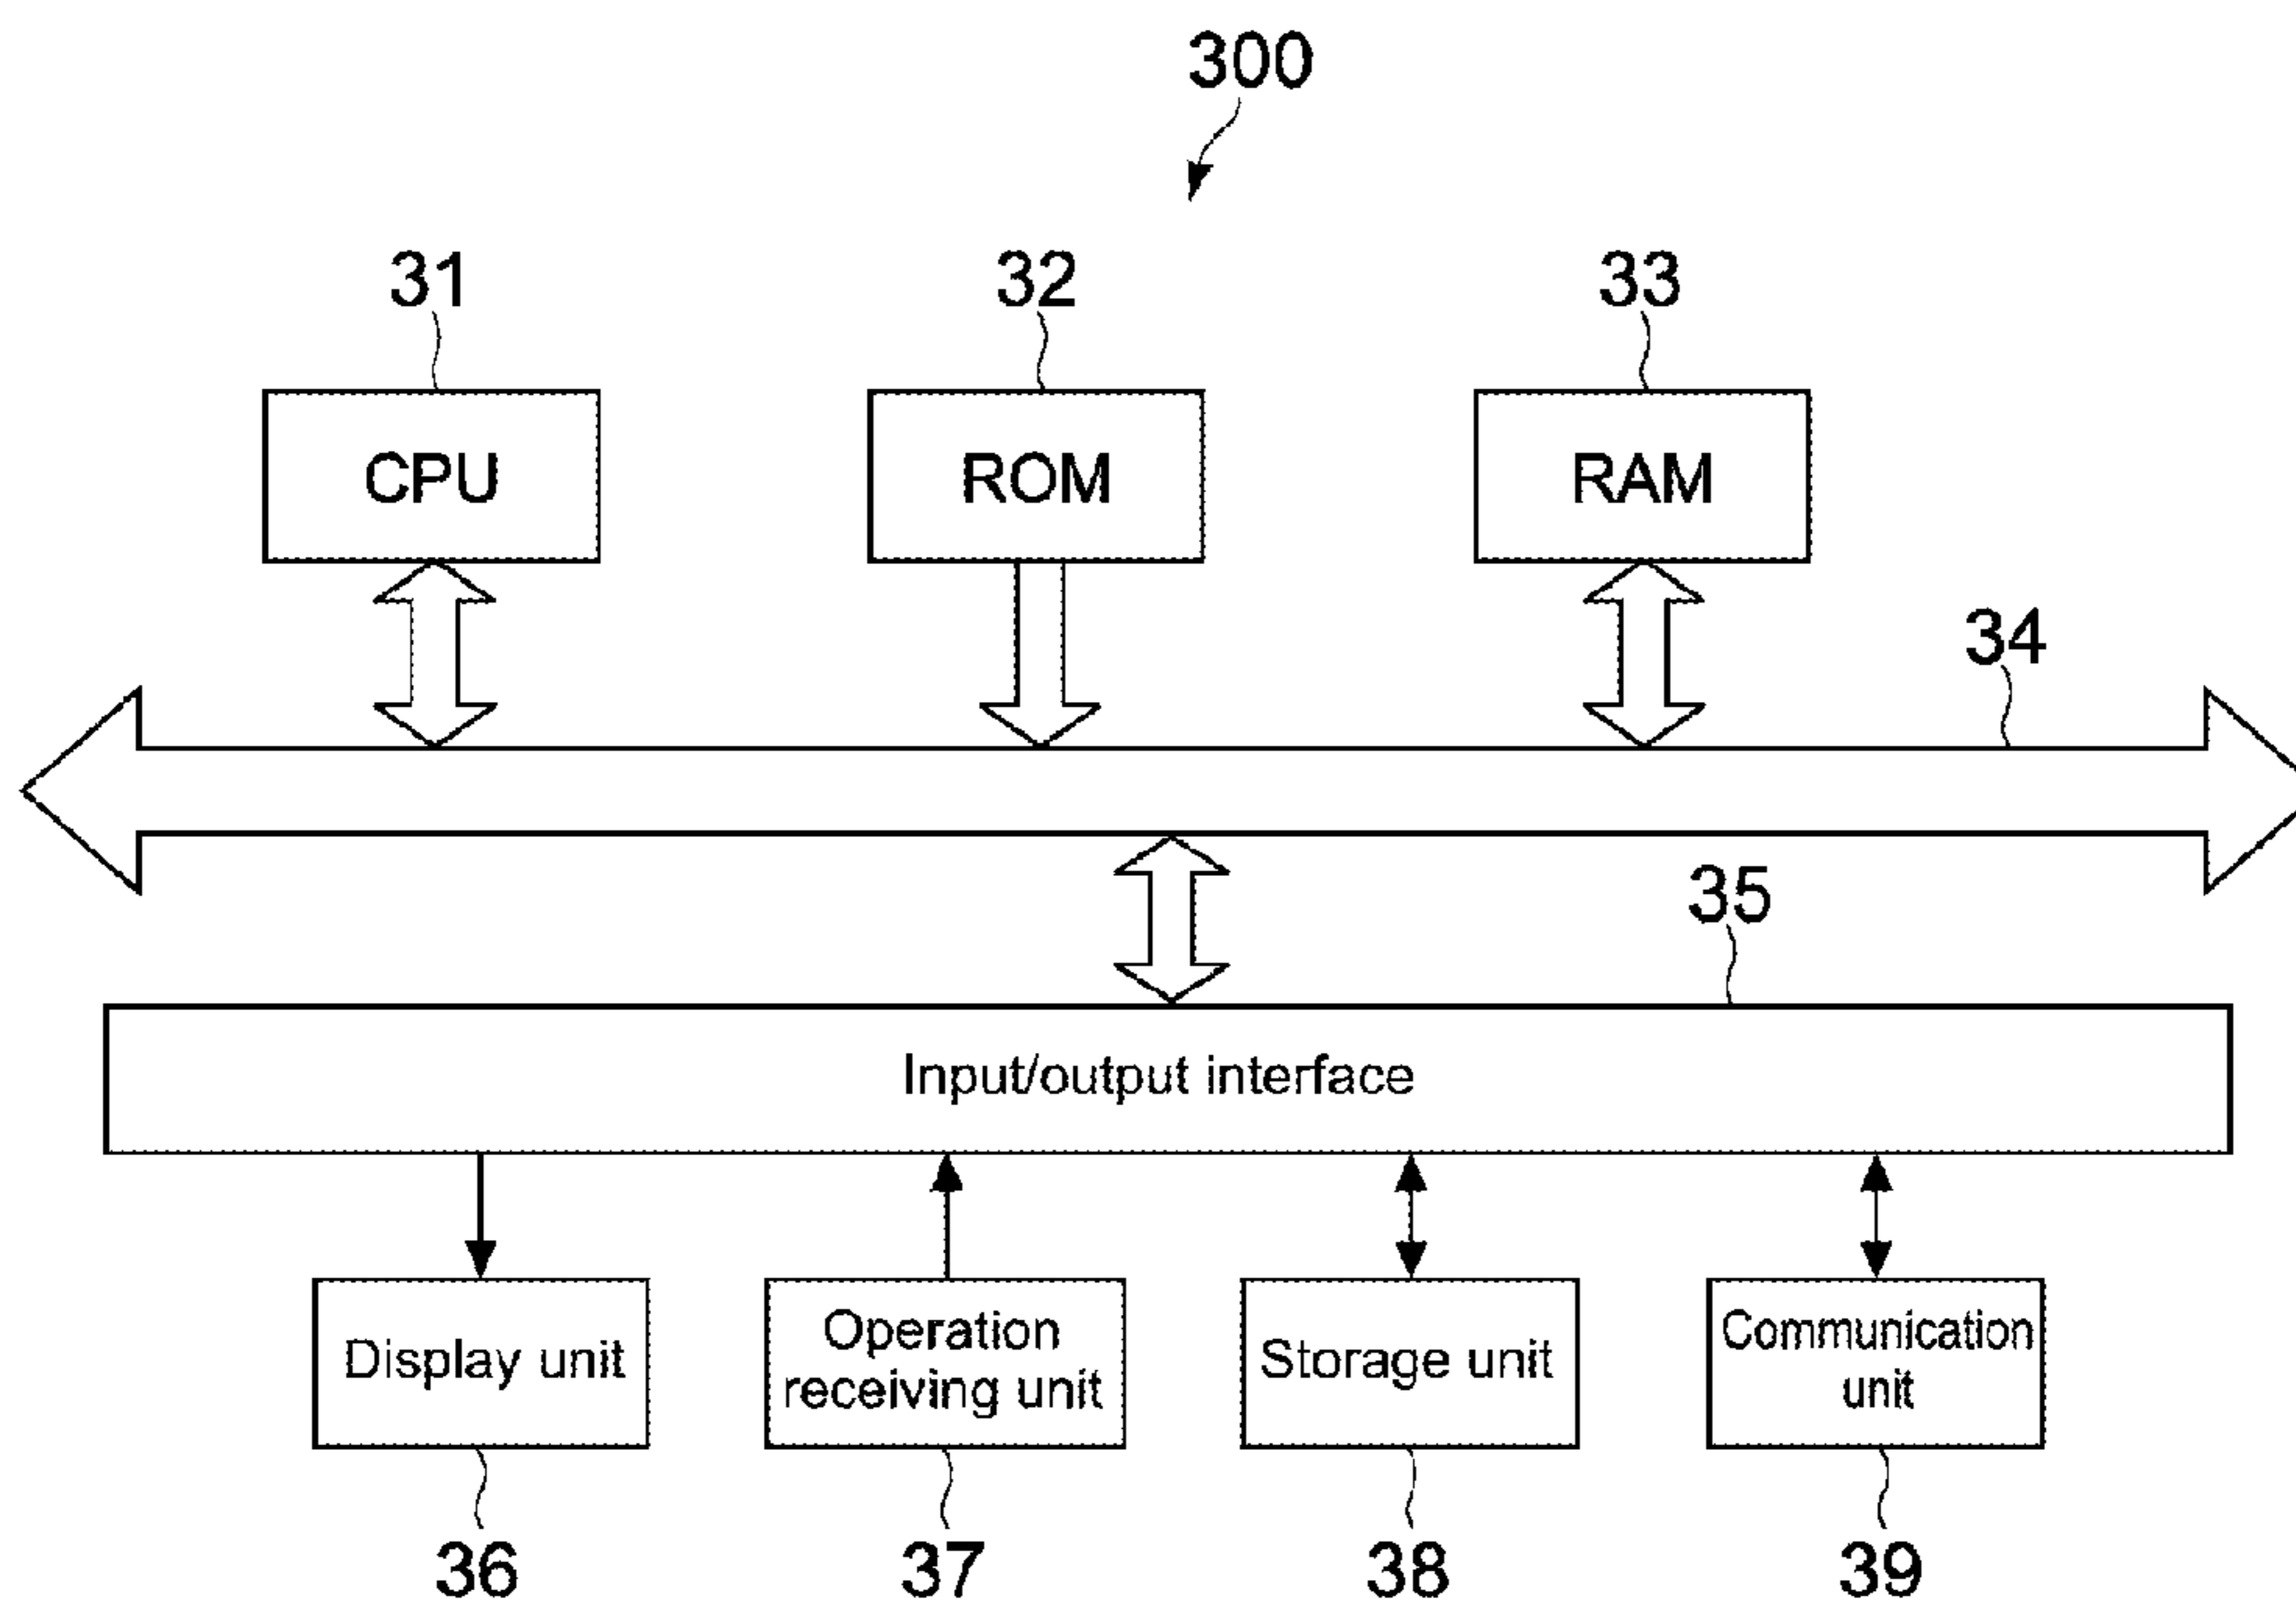 300
31
32
33
CPU
ROM
RAM
34
35
Input/output interface
Display unit
Operation
receiving unit
Storage unit
Communication
unit
36
37
38
39